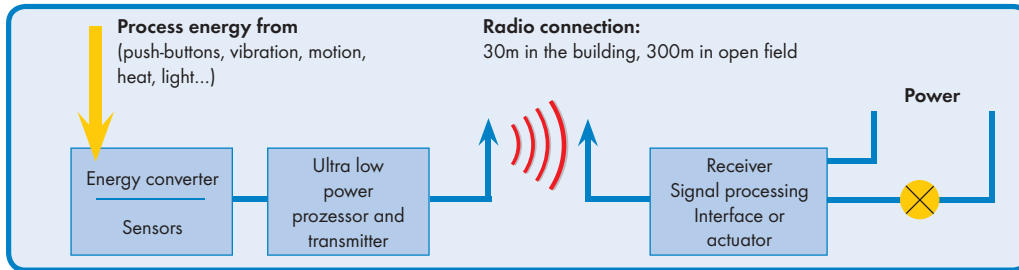 Process energy from
(push-buttons, vibration, motion,
heat, light...)
Radio connection:
30m in the building, 300m in open field
Power
Energy converter
Sensors
Ultra low
power
prozessor and
transmitter
Receiver
Signal processing
Interface or
actuator